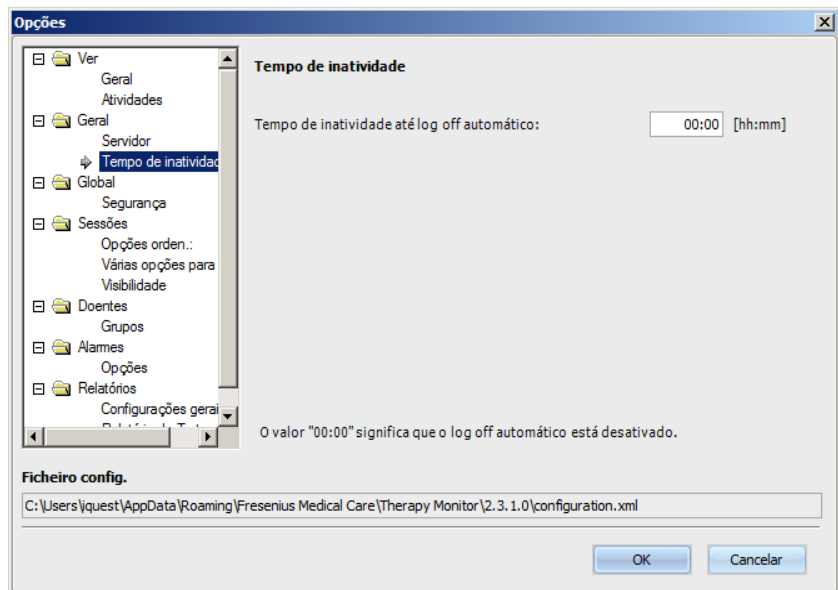 Opções
Ver
Geral
Atividades
Geral
Servidor
Tempo de inatividad
Global
Segurança
Sessões
Opções orden.:
Várias opções para
Visibilidade
Doentes
Grupos
Alarmes
Opções
Relatórios
Configurações gerai
Tempo de inatividade
Tempo de inatividade até log off automático: 00:00 [hh:mm]
O valor "00:00" significa que o log off automático está desativado.
Ficheiro config.
C:\Users\iquest\AppData\Roaming\Fresenius Medical Care\Therapy Monitor\2.3.1.0\configuration.xml
OK Cancelar